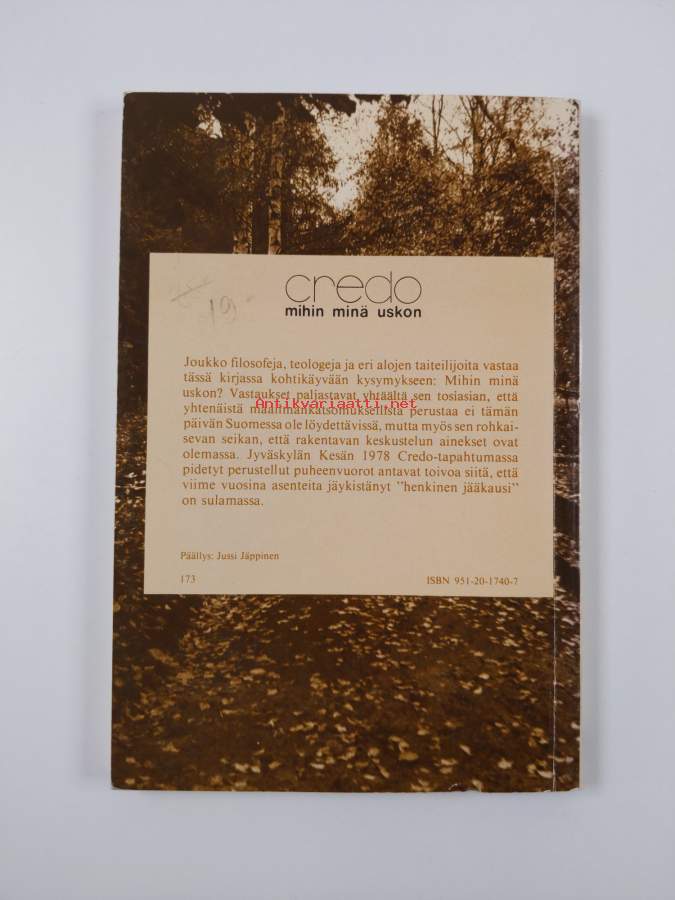 19
credo
mihin minä uskon
Joukko filosofeja, teologeja ja eri alojen taiteilijoita vastaa
tässä kirjassa kohtikäyvään kysymykseen: Mihin minä
uskon? Vastaukset paljastavat yhtäältä sen tosiasian, että
Antikvariaatti.net
yhtenäistä maailmankatsomuksellista perustaa ei tämän
päivän Suomessa ole löydettävissä, mutta myös sen rohkai-
sevan seikan, että rakentavan keskustelun ainekset ovat
olemassa. Jyväskylän Kesän 1978 Credo-tapahtumassa
pidetyt perustellut puheenvuorot antavat toivoa siitä, että
viime vuosina asenteita jäykistänyt ”henkinen jääkausi”
on sulamassa.
Päällys: Jussi Jäppinen
173 ISBN 951-20-1740-7